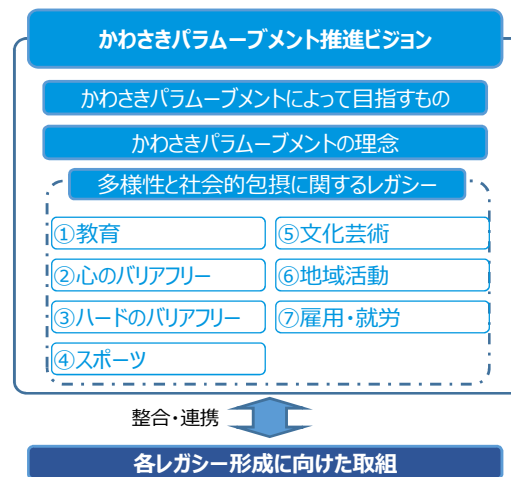 かわさきパラムーブメント推進ビジョン
かわさきパラムーブメントによって目指すもの
かわさきパラムーブメントの理念
多様性と社会的包摂に関するレガシー
①教育
②心のバリアフリー
③ハードのバリアフリー
④スポーツ
⑤文化芸術
⑥地域活動
⑦雇用・就労
整合・連携
各レガシー形成に向けた取組